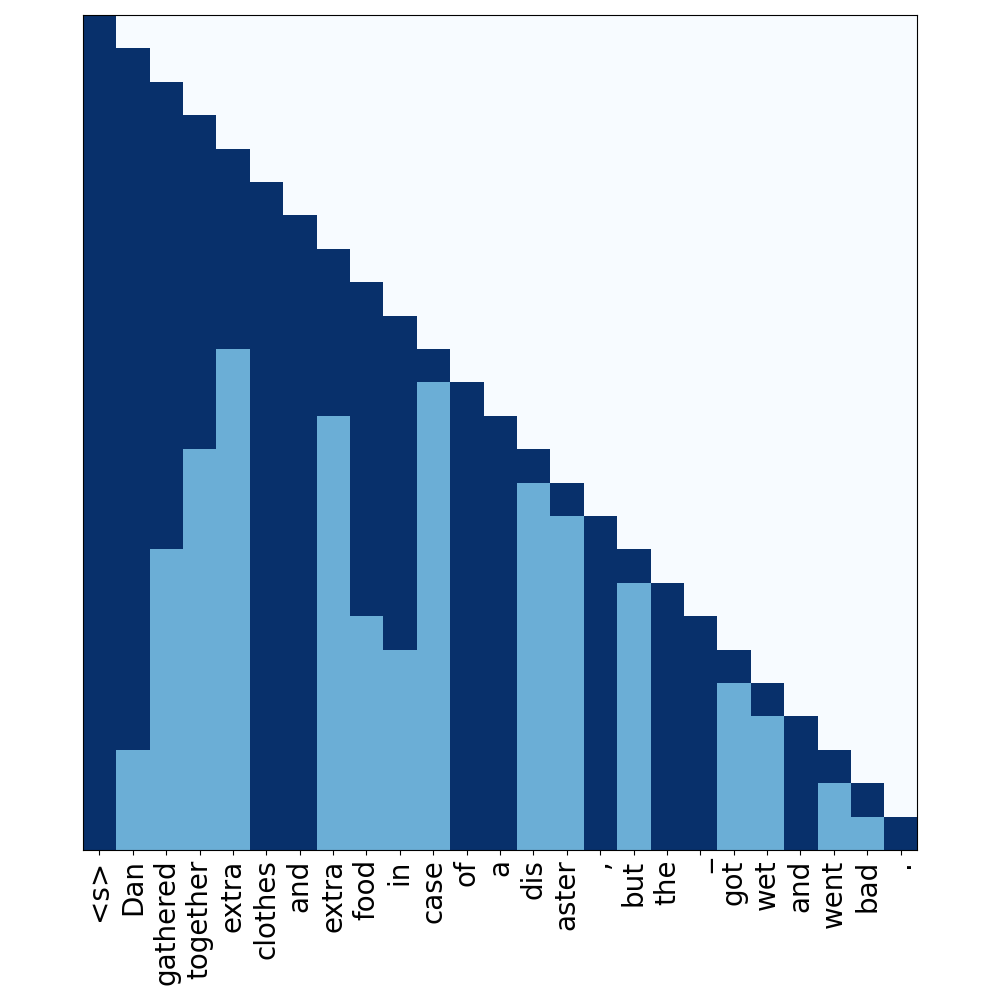 <s> Dan gathered together extra clothes and extra food in case of a dis aster , but the _ got wet and went bad .